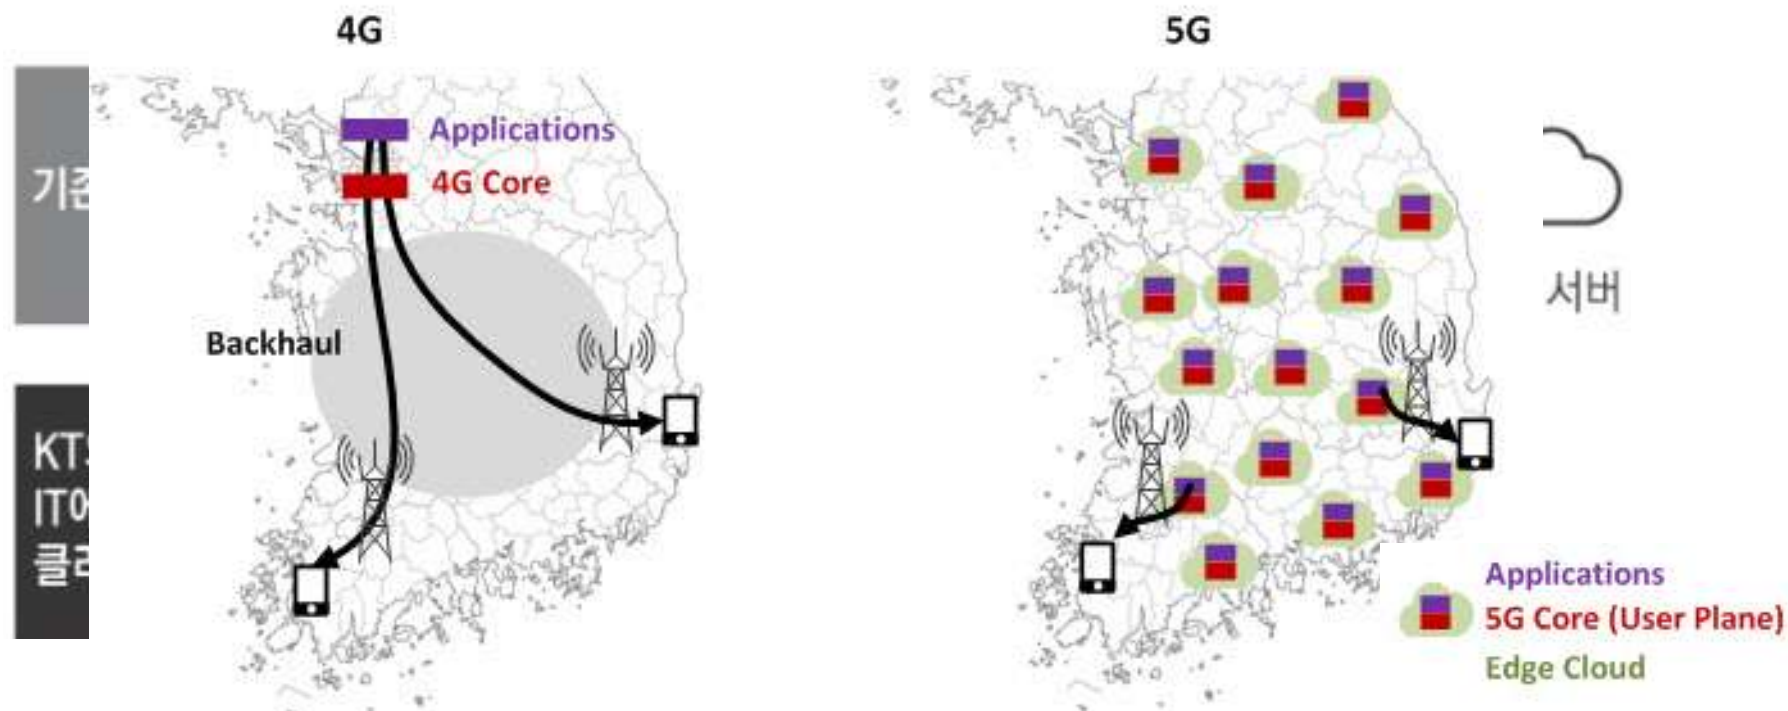 4G
5G
Applications
4G Core
Backhaul
서버
Applications
5G Core (User Plane)
Edge Cloud